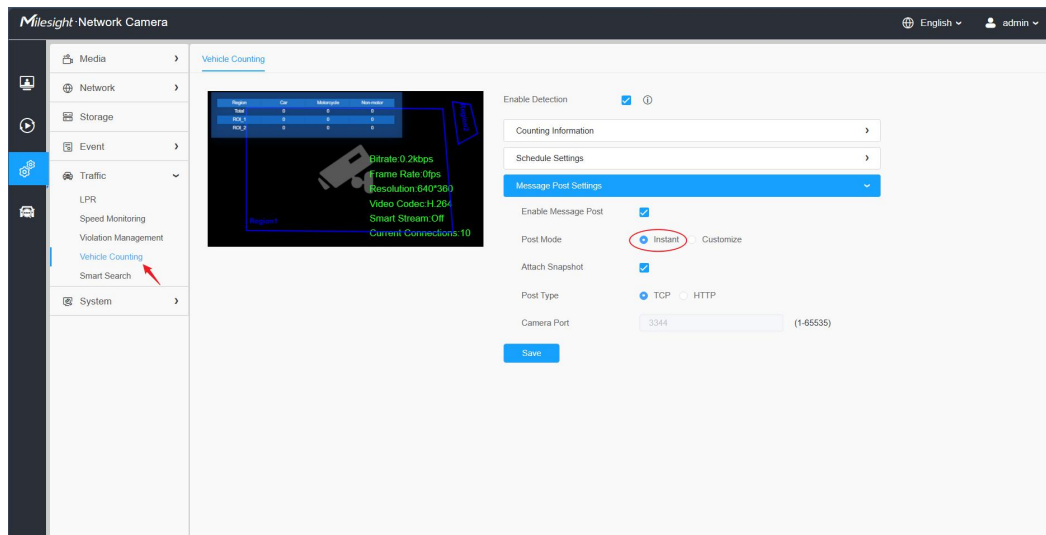 Milesight Network Camera
English
admin
Media
Network
Storage
Event
Traffic
LPR
Speed Monitoring
Violation Management
Vehicle Counting
Smart Search
System
Vehicle Counting
Region Car Motorcycle Non-motor
Total 0 0 0
ROI_1 0 0 0
ROI_2 0 0 0
Bitrate:0.2kbps
Frame Rate:0fps
Resolution:640*360
Video Codec:H.264
Smart Stream:Off
Current Connections:10
Enable Detection
Counting Information
Schedule Settings
Message Post Settings
Enable Message Post
Post Mode Instant Customize
Attach Snapshot
Post Type TCP HTTP
Camera Port 3344 (1-65535)
Save